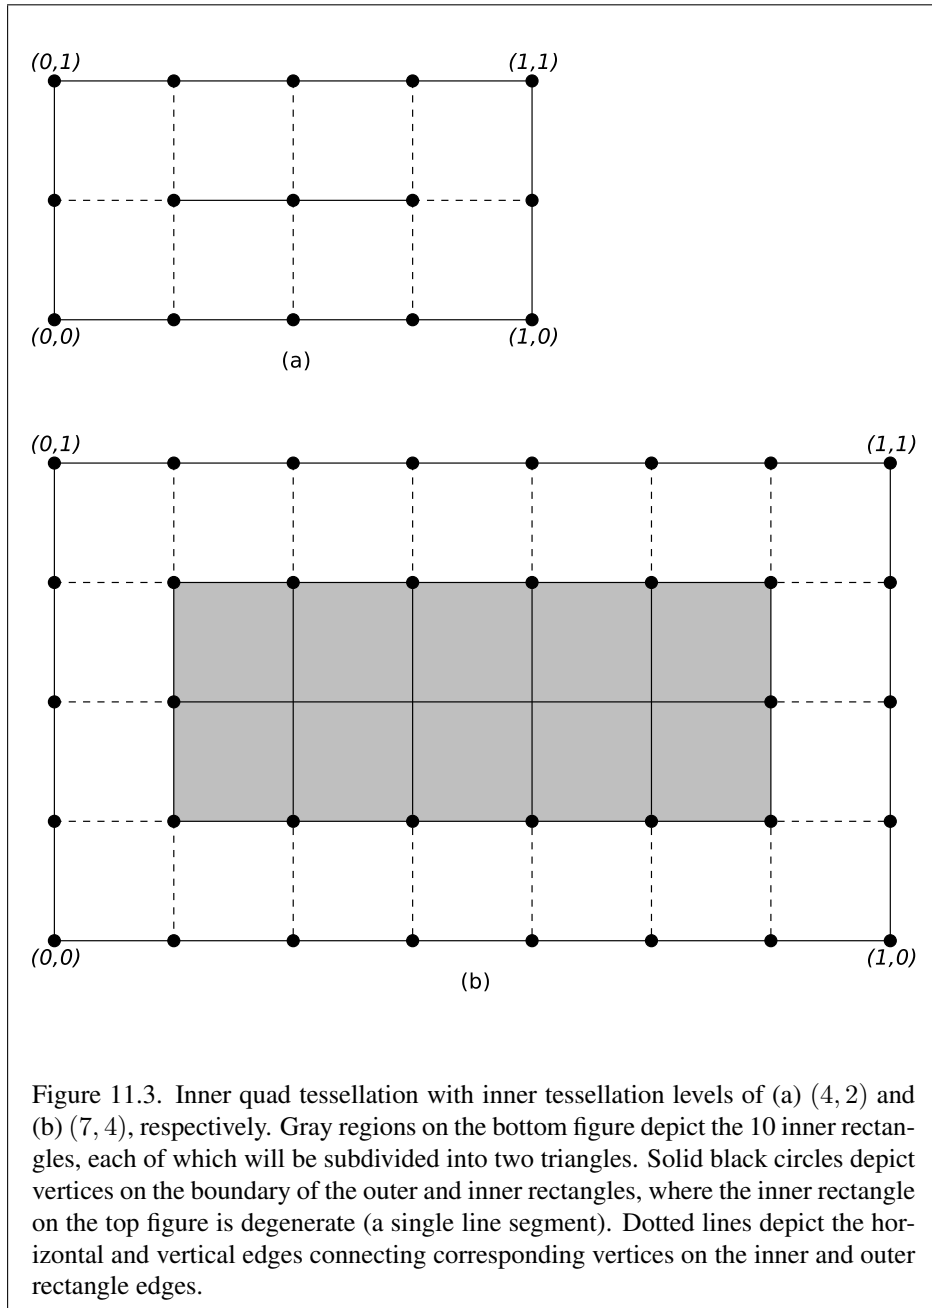 (0,1) (1,1)
(0,0) (1,0)
(a)
(0,1) (1,1)
(0,0) (1,0)
(b)
Figure 11.3. Inner quad tessellation with inner tessellation levels of (a) (4, 2) and
(b) (7, 4), respectively. Gray regions on the bottom figure depict the 10 inner rectan-
gles, each of which will be subdivided into two triangles. Solid black circles depict
vertices on the boundary of the outer and inner rectangles, where the inner rectangle
on the top figure is degenerate (a single line segment). Dotted lines depict the hor-
izontal and vertical edges connecting corresponding vertices on the inner and outer
rectangle edges.